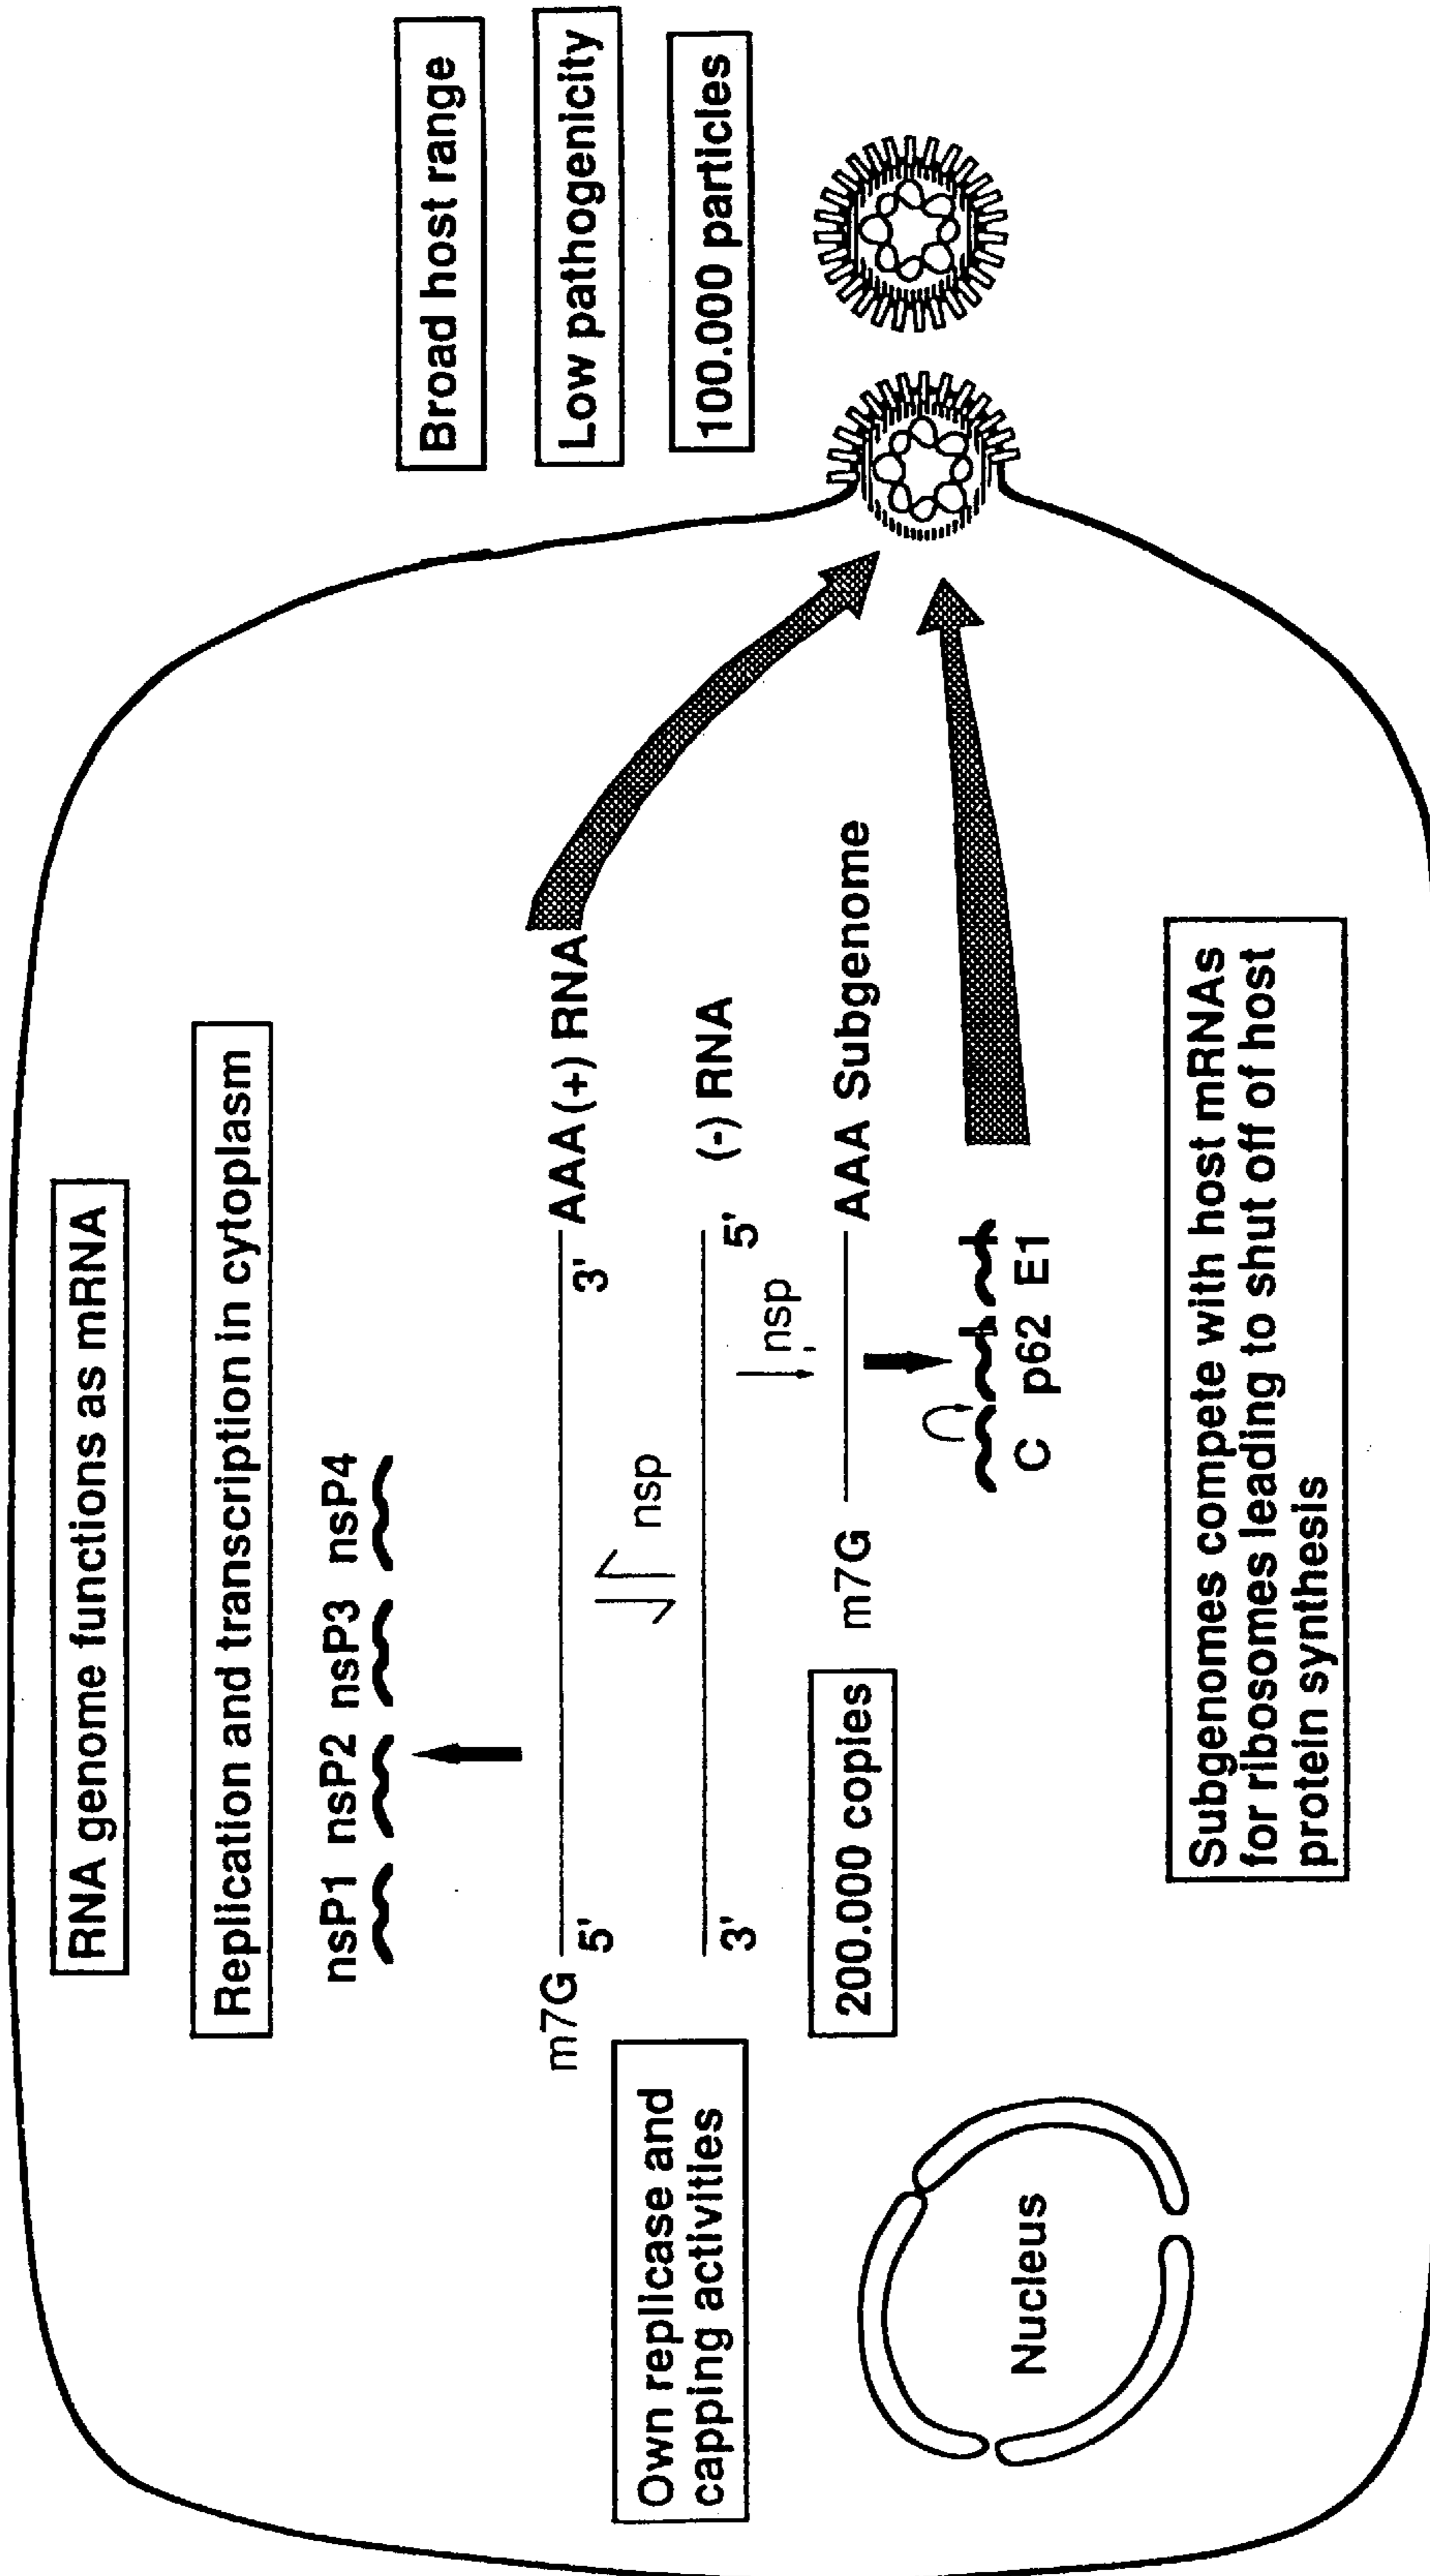 RNA genome functions as mRNA
Replication and transcription in cytoplasm
Broad host range
Low pathogenicity
100.000 particles
nsP1 nsP2 nsP3 nsP4
m7G
AAA (+) RNA
5'
3'
Own replicase and
capping activities
nsp
3'
5'
(-) RNA
nsp
200.000 copies
m7G
AAA Subgenome
C p62 E1
Nucleus
Subgenomes compete with host mRNAs
for ribosomes leading to shut off of host
protein synthesis